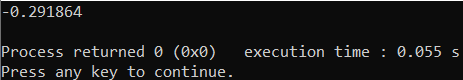 -0.291864
Process returned 0 (0x0)   execution time : 0.055 s
Press any key to continue.